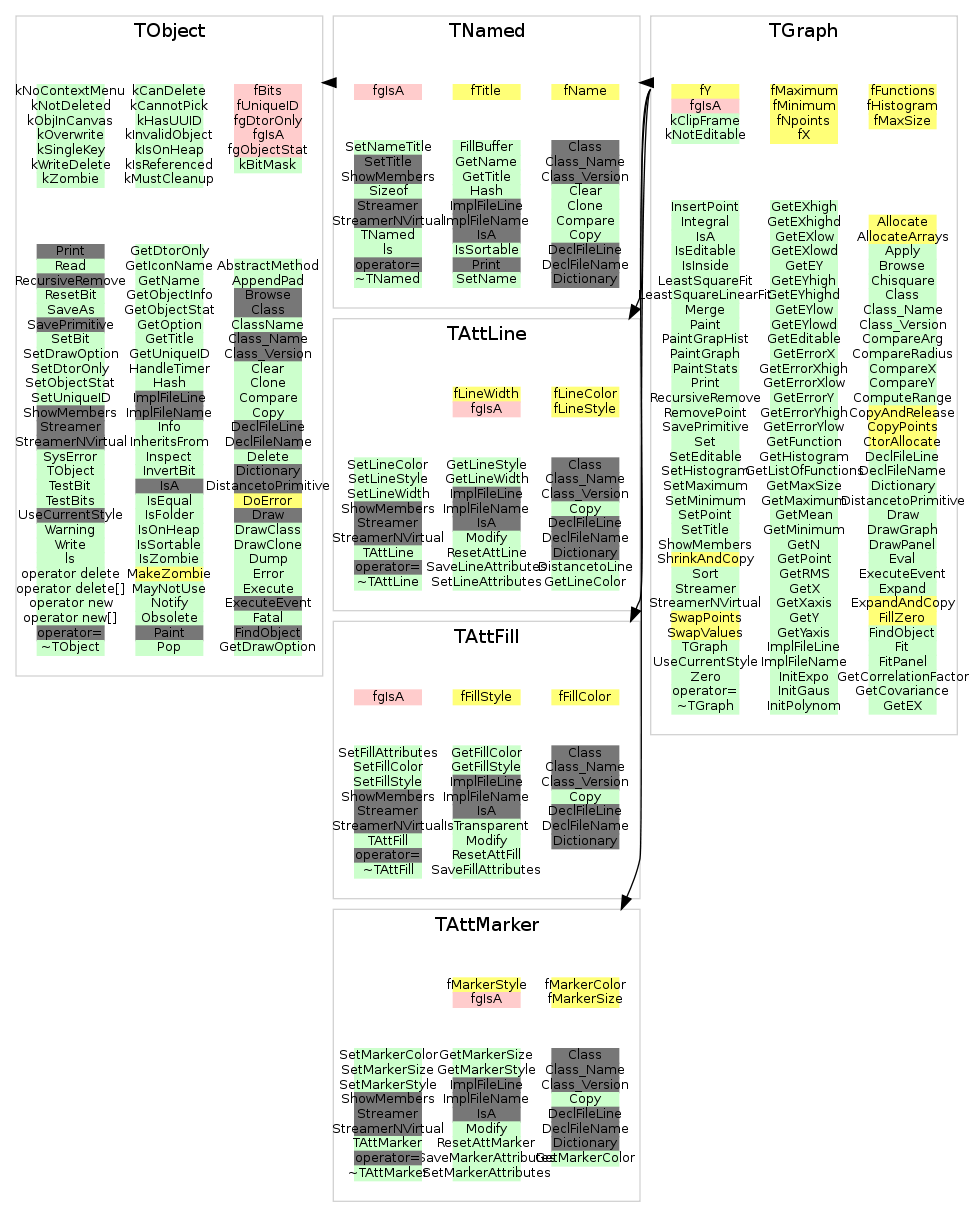 TObject
kNoContextMenu kCanDelete fBits
kNotDeleted kCannotPick fUniqueID
kObjInCanvas kHasUUID fgDtorOnly
kOverwrite kInvalidObject fgIsA
kSingleKey kIsOnHeap fgObjectStat
kWriteDelete kIsReferenced kBitMask
kZombie kMustCleanup
Print GetDtorOnly
Read GetIconName AbstractMethod
RecursiveRemove GetName AppendPad
ResetBit GetObjectInfo Browse
SaveAs GetObjectStat Class
SavePrimitive GetOption ClassName
SetBit GetTitle Class_Name
SetDrawOption GetUniqueID Class_Version
SetDtorOnly HandleTimer Clear
SetObjectStat Hash Clone
SetUniqueID ImplFileLine Compare
ShowMembers ImplFileName Copy
Streamer Info DeclFileLine
StreamerNVirtual InheritsFrom DeclFileName
SysError Inspect Delete
TObject InvertBit Dictionary
TestBit IsA DistancetoPrimitive
TestBits IsEqual DoError
UseCurrentStyle IsFolder Draw
Warning IsOnHeap DrawClass
Write IsSortable DrawClone
ls IsZombie Dump
operator delete MakeZombie Error
operator delete[] MayNotUse Execute
operator new Notify ExecuteEvent
operator new[] Obsolete Fatal
operator= Paint FindObject
~TObject Pop GetDrawOption
TNamed
fgIsA fTitle fName
SetNameTitle FillBuffer Class
SetTitle GetName Class_Name
ShowMembers GetTitle Class_Version
Sizeof Hash Clear
Streamer ImplFileLine Clone
StreamerNVirtual ImplFileName Compare
TNamed IsA Copy
ls IsSortable DeclFileLine
operator= Print DeclFileName
~TNamed SetName Dictionary
TAttLine
fLineWidth fLineColor
fgIsA fLineStyle
SetLineColor GetLineStyle Class
SetLineStyle GetLineWidth Class_Name
SetLineWidth ImplFileLine Class_Version
ShowMembers ImplFileName Copy
Streamer IsA DeclFileLine
StreamerNVirtual Modify DeclFileName
TAttLine ResetAttLine Dictionary
operator= SaveLineAttributes DistancetoLine
~TAttLine SetLineAttributes GetLineColor
TAttFill
fgIsA fFillStyle fFillColor
SetFillAttributes GetFillColor Class
SetFillColor GetFillStyle Class_Name
SetFillStyle ImplFileLine Class_Version
ShowMembers ImplFileName Copy
Streamer IsA DeclFileLine
StreamerNVirtual IsTransparent DeclFileName
TAttFill Modify Dictionary
operator= ResetAttFill
~TAttFill SaveFillAttributes
TAttMarker
fMarkerStyle fMarkerColor
fgIsA fMarkerSize
SetMarkerColor GetMarkerSize Class
SetMarkerSize GetMarkerStyle Class_Name
SetMarkerStyle ImplFileLine Class_Version
ShowMembers ImplFileName Copy
Streamer IsA DeclFileLine
StreamerNVirtual Modify DeclFileName
TAttMarker ResetAttMarker Dictionary
operator= SaveMarkerAttributes GetMarkerColor
~TAttMarker SetMarkerAttributes
TGraph
fY fMaximum fFunctions
fgIsA fMinimum fHistogram
kClipFrame fNpoints fMaxSize
kNotEditable fX
InsertPoint GetEXhigh
Integral GetEXhighd Allocate
IsA GetEXlow AllocateArrays
IsEditable GetEXlowd Apply
IsInside GetEY Browse
LeastSquareFit GetEYhigh Chisquare
LeastSquareLinearFit GetEYhighd Class
Merge GetEYlow Class_Name
Paint GetEYlowd Class_Version
PaintGraphHist GetEditable CompareArg
PaintGraph GetErrorX CompareRadius
PaintStats GetErrorXhigh CompareX
Print GetErrorXlow CompareY
RecursiveRemove GetErrorY ComputeRange
RemovePoint GetErrorYhigh CopyAndRelease
SavePrimitive GetErrorYlow CopyPoints
Set GetFunction CtorAllocate
SetEditable GetHistogram DeclFileLine
SetHistogram GetListOfFunctions DeclFileName
SetMaximum GetMaxSize Dictionary
SetMinimum GetMaximum DistancetoPrimitive
SetPoint GetMean Draw
SetTitle GetMinimum DrawGraph
ShowMembers GetN DrawPanel
ShrinkAndCopy GetPoint Eval
Sort GetRMS ExecuteEvent
Streamer GetX Expand
StreamerNVirtual GetXaxis ExpandAndCopy
SwapPoints GetY FillZero
SwapValues GetYaxis FindObject
TGraph ImplFileLine Fit
UseCurrentStyle ImplFileName FitPanel
Zero InitExpo GetCorrelationFactor
operator= InitGaus GetCovariance
~TGraph InitPolynom GetEX